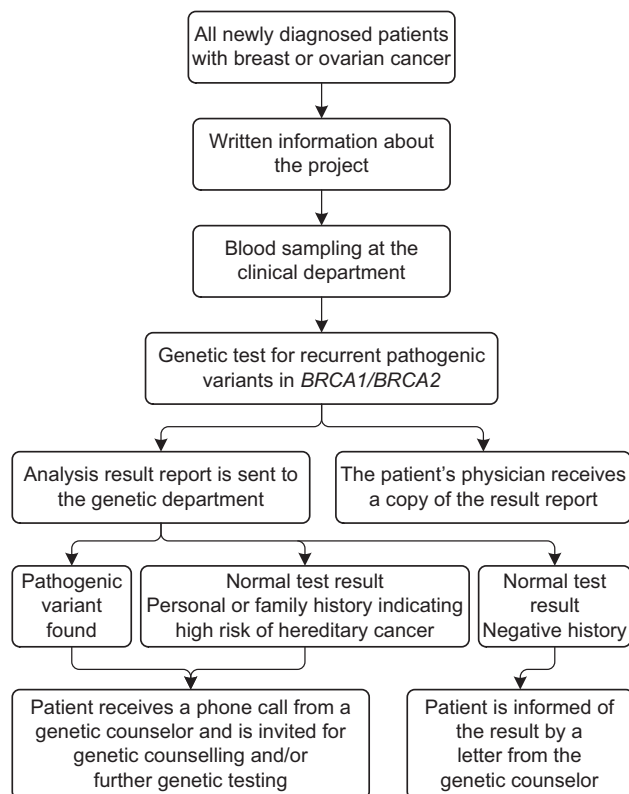 All newly diagnosed patients
with breast or ovarian cancer
Written information about
the project
Blood sampling at the
clinical department
Genetic test for recurrent pathogenic
variants in BRCA1/BRCA2
Analysis result report is sent to
the genetic department
The patient’s physician receives
a copy of the result report
Pathogenic
variant
found
Normal test result
Personal or family history indicating
high risk of hereditary cancer
Normal test
result
Negative history
Patient receives a phone call from a
genetic counselor and is invited for
genetic counselling and/or
further genetic testing
Patient is informed of
the result by a
letter from the
genetic counselor